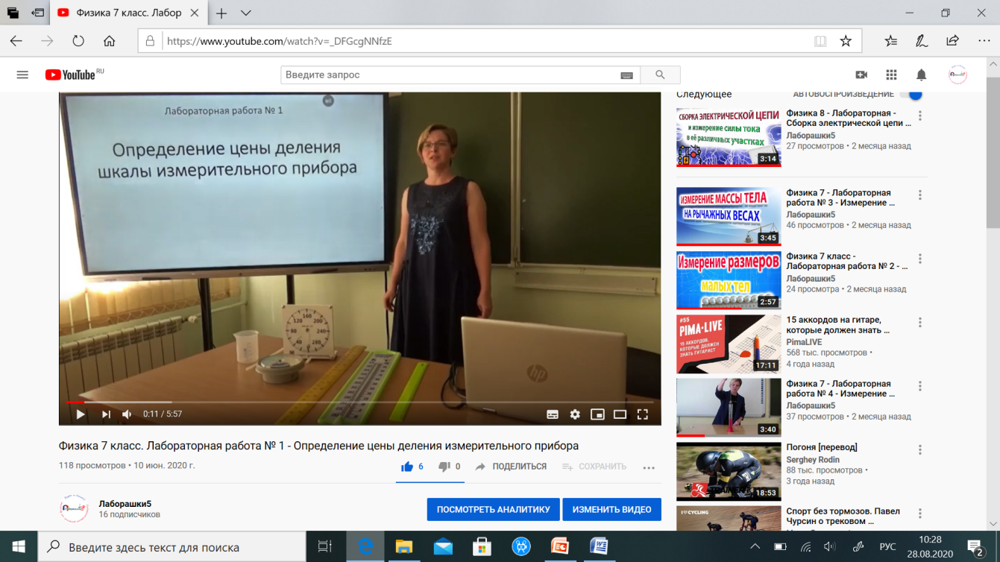 Физика 7 класс. Лабор
https://www.youtube.com/watch?v=_DFGcgNNfzE
YouTube RU
Введите запрос
Лабораторная работа № 1
Определение цены деления
шкалы измерительного прибора
120 160 200
80 240
40 280
hp
0:11 / 5:57
Физика 7 класс. Лабораторная работа № 1 - Определение цены деления измерительного прибора
118 просмотров • 10 июн. 2020 г.
6
0
ПОДЕЛИТЬСЯ
СОХРАНИТЬ
Лаборашки5
16 подписчиков
ПОСМОТРЕТЬ АНАЛИТИКУ
ИЗМЕНИТЬ ВИДЕО
Следующее
АВТОВОСПРОИЗВЕДЕНИЕ
СБОРКА ЭЛЕКТРИЧЕСКОЙ ЦЕПИ
и измерение силы тока
в её различных участках
3:14
Физика 8 - Лабораторная -
Сборка электрической цепи ...
Лаборашки5
27 просмотров • 2 месяца назад
ИЗМЕРЕНИЕ МАССЫ ТЕЛА
НА РЫЧАЖНЫХ ВЕСАХ
3:45
Физика 7 - Лабораторная
работа № 3 - Измерение ...
Лаборашки5
46 просмотров • 2 месяца назад
Измерение размеров
малых тел
2:57
Физика 7 класс -
Лабораторная работа № 2 - ...
Лаборашки5
24 просмотра • 2 месяца назад
#55
PIMA-LIVE
15 АККОРДОВ,
КОТОРЫЕ ДОЛЖЕН
ЗНАТЬ ГИТАРИСТ
17:11
15 аккордов на гитаре,
которые должен знать ...
PimaLIVE
568 тыс. просмотров •
4 года назад
3:40
Физика 7 - Лабораторная
работа № 4 - Измерение ...
Лаборашки5
37 просмотров • 2 месяца назад
18:53
Погоня [перевод]
Serghey Rodin
88 тыс. просмотров •
3 года назад
I ♥ CYCLING
Спорт без тормозов. Павел
Чурсин о трековом ...
Введите здесь текст для поиска
РУС
10:28
28.08.2020
2